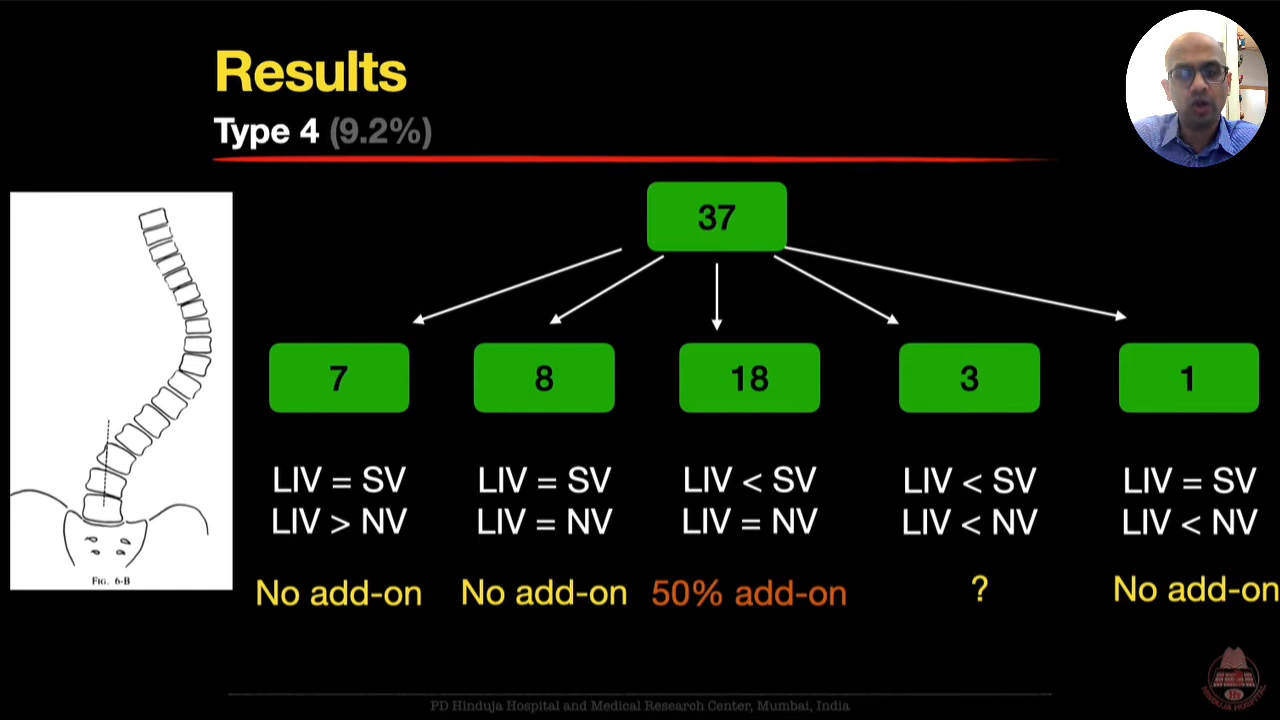 Results
Type 4 (9.2%)
37
7 8 18 3 1
LIV = SV LIV = SV LIV < SV LIV < SV LIV = SV
LIV > NV LIV = NV LIV = NV LIV < NV LIV < NV
No add-on No add-on 50% add-on ? No add-on
FIG. 6-B
PD Hinduja Hospital and Medical Research Center, Mumbai, India